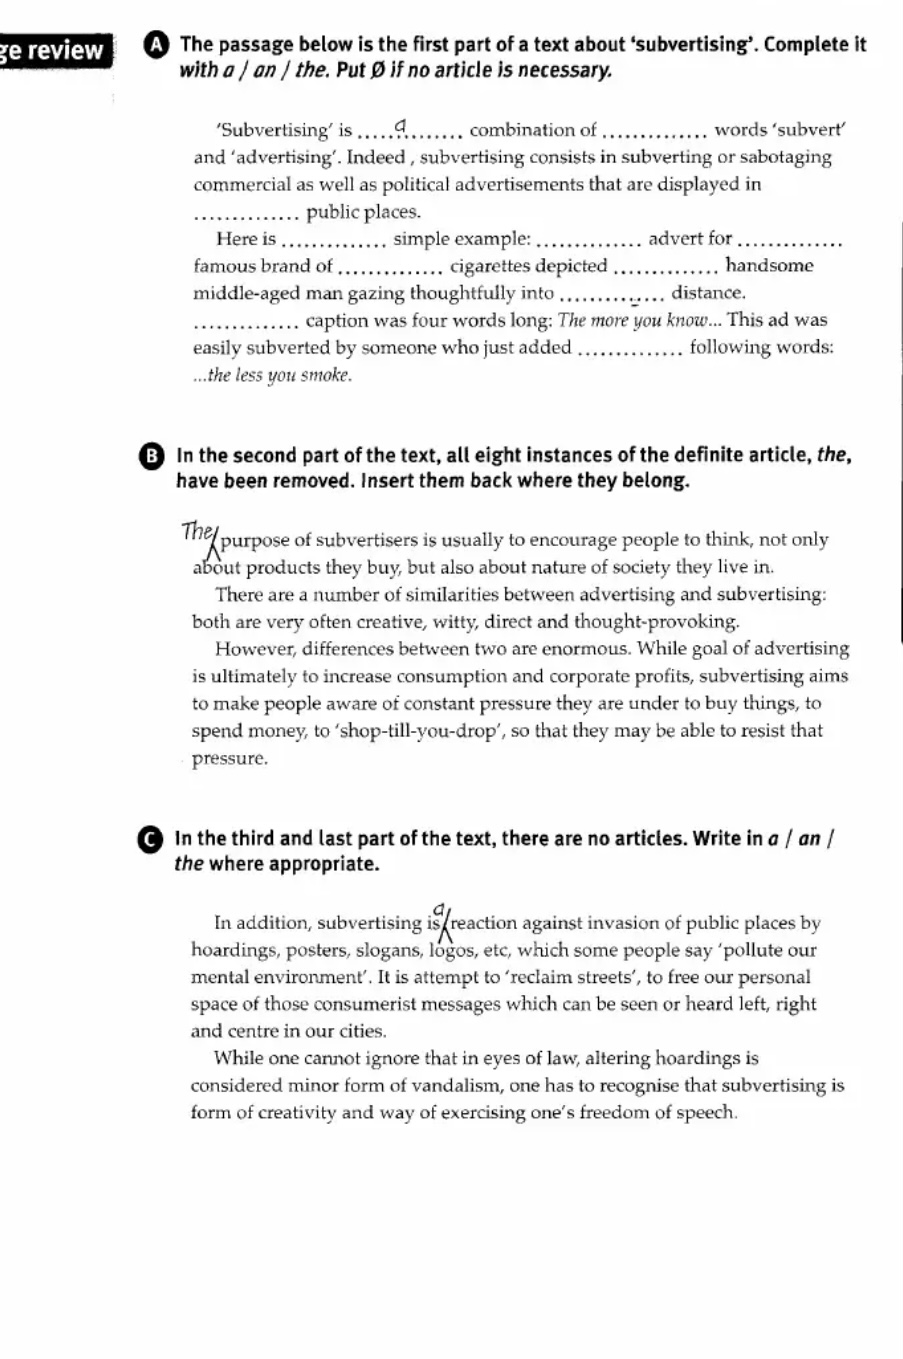 ge review
A The passage below is the first part of a text about ‘subvertising’. Complete it
with a / an / the. Put Ø if no article is necessary.
‘Subvertising’ is .....a........ combination of .............. words ‘subvert’
and ‘advertising’. Indeed , subvertising consists in subverting or sabotaging
commercial as well as political advertisements that are displayed in
.............. public places.
Here is .............. simple example: .............. advert for ..............
famous brand of .............. cigarettes depicted .............. handsome
middle-aged man gazing thoughtfully into .............. distance.
.............. caption was four words long: The more you know... This ad was
easily subverted by someone who just added .............. following words:
...the less you smoke.
B In the second part of the text, all eight instances of the definite article, the,
have been removed. Insert them back where they belong.
The purpose of subvertisers is usually to encourage people to think, not only
about products they buy, but also about nature of society they live in.
There are a number of similarities between advertising and subvertising:
both are very often creative, witty, direct and thought-provoking.
However, differences between two are enormous. While goal of advertising
is ultimately to increase consumption and corporate profits, subvertising aims
to make people aware of constant pressure they are under to buy things, to
spend money, to ‘shop-till-you-drop’, so that they may be able to resist that
pressure.
C In the third and last part of the text, there are no articles. Write in a / an /
the where appropriate.
a
In addition, subvertising is reaction against invasion of public places by
hoardings, posters, slogans, logos, etc, which some people say ‘pollute our
mental environment’. It is attempt to ‘reclaim streets’, to free our personal
space of those consumerist messages which can be seen or heard left, right
and centre in our cities.
While one cannot ignore that in eyes of law, altering hoardings is
considered minor form of vandalism, one has to recognise that subvertising is
form of creativity and way of exercising one’s freedom of speech.